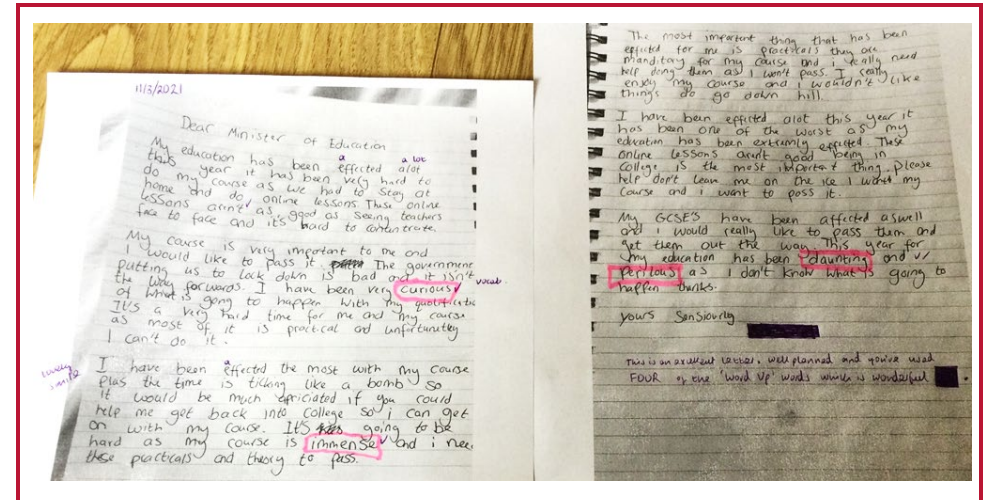 11/3/2021
Dear Minister of Education
a a lot
My education has been effected alot
this year it has been very hard to
do my course as we had to stay at
home and do online lessons. These online
lessons aren't as good as seeing teachers
face to face and it's hard to
My course is very important to me and
I would like to pass it. The government
putting us to lock down is bad and it isn't
the way forwards. I have been very curious vocab.
of what is going to happen with my
It's a very hard time for me and my course
as most of it is practical and unfortunetley
I can't do it.
a
I have been effected the most with my course
lovely simile
plus the time is ticking like a bomb so
it would be much apriciated if you could
help me get back into College so i can get
on with my course. It's going to be
hard as my course is immense and i nee
these practicals and theory to pass.
The most important thing that has been
effited for me is practicals they are
manditary for my course and i really need
help doing them as I won't pass. I really
enjoy my course and i wouldn't like
things do go down hill.
I have been effited alot this year it
has been one of the worst as my
education has been extramly effited. These
online lessons arent good being in
College is the most important thing please
help don't leave me on the ice I want my
course and i want to pass it.
My GCSE'S have been affected aswell
and i would really like to pass them and
get them out the way. This year for
my education has been daunting and
perilous as i don't know what is going to
happen thanks.
yours Sensiourly
This is an excellent letter, well planned and you've used
FOUR of the 'Word Up' words which is wonderful .